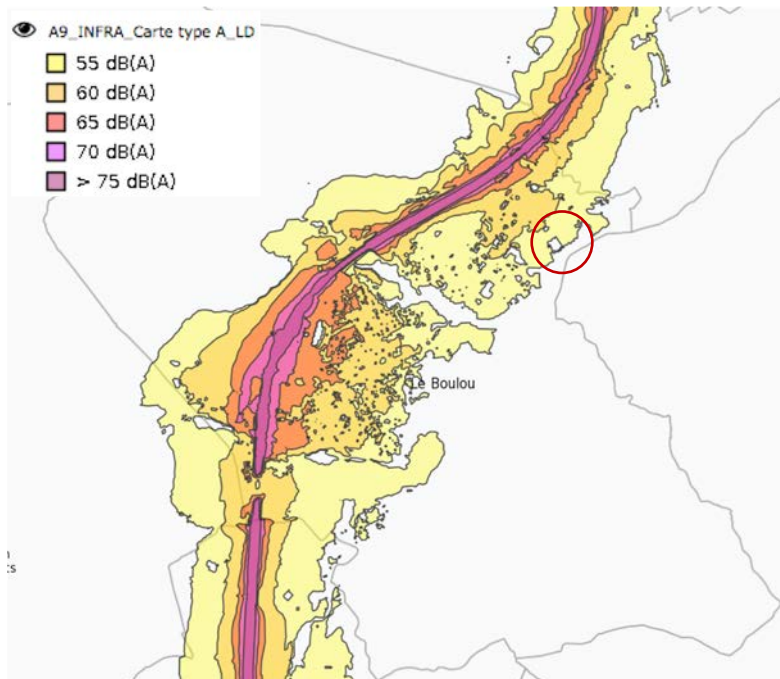 A9_INFRA_Carte type A_LD
55 dB(A)
60 dB(A)
65 dB(A)
70 dB(A)
> 75 dB(A)
Le Boulou